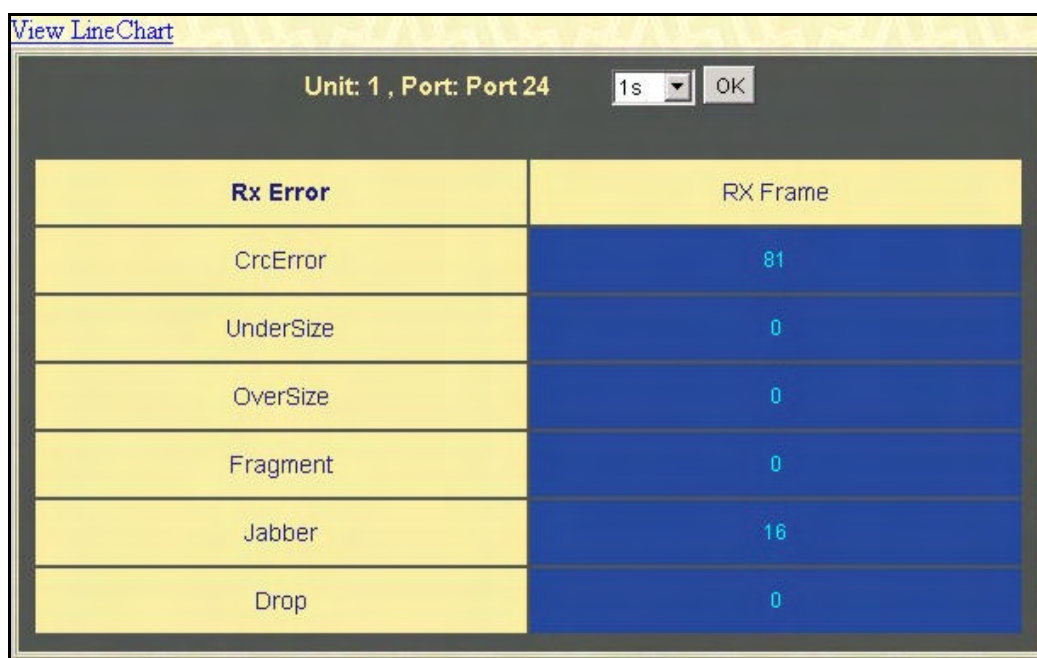 View LineChart
Unit: 1 , Port: Port 24 1s OK
Rx Error RX Frame
CrcError 81
UnderSize 0
OverSize 0
Fragment 0
Jabber 16
Drop 0